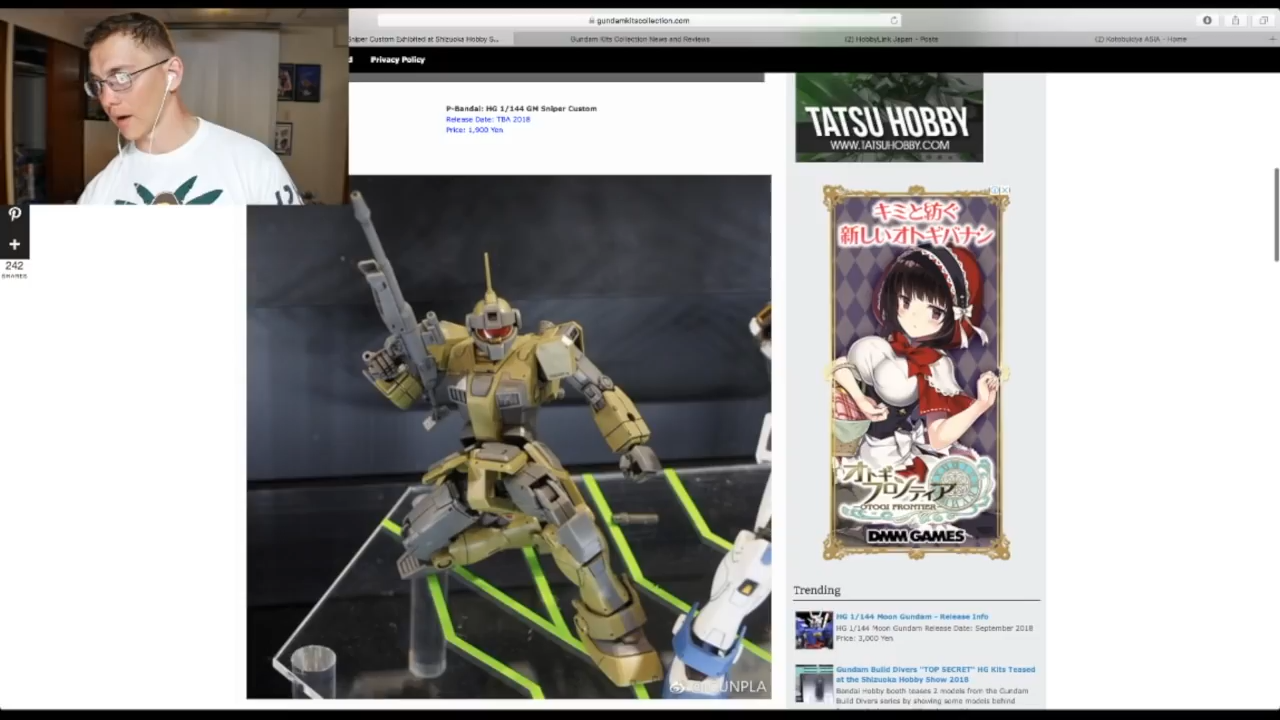 gundamkitscollection.com
Sniper Custom Exhibited at Shizuoka Hobby S...
Gundam Kits Collection News and Reviews
(2) HobbyLink Japan - Posts
(2) Kotobukiya ASIA - Home
Privacy Policy
P-Bandai: HG 1/144 GM Sniper Custom
Release Date: TBA 2018
Price: 1,900 Yen
242
SHARES
TATSU HOBBY
WWW.TATSUHOBBY.COM
キミと紡ぐ
新しいオトギバナシ
オトギ
フロンティア
OTOGI FRONTIER
DMM GAMES
Trending
HG 1/144 Moon Gundam - Release Info
HG 1/144 Moon Gundam Release Date: September 2018
Price: 3,000 Yen
Gundam Build Divers "TOP SECRET" HG Kits Teased
at the Shizuoka Hobby Show 2018
Bandai Hobby booth teases 2 models from the Gundam
Build Divers series by showing some models behind